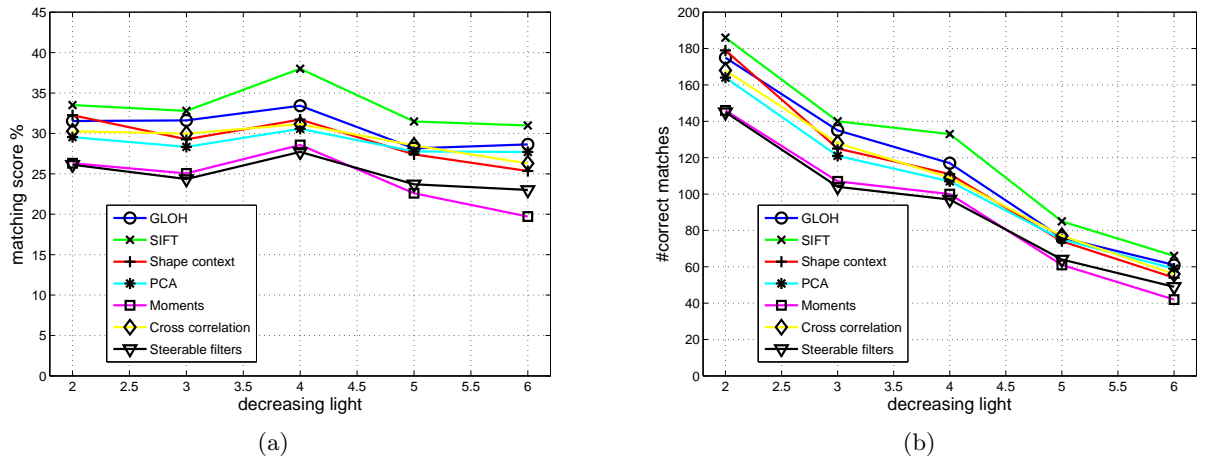 45
40
35
30
25
20
15
10
5
0
matching score %
GLOH
SIFT
Shape context
PCA
Moments
Cross correlation
Steerable filters
2 2.5 3 3.5 4 4.5 5 5.5 6
decreasing light
(a)
200
180
160
140
120
100
80
60
40
20
0
#correct matches
GLOH
SIFT
Shape context
PCA
Moments
Cross correlation
Steerable filters
2 2.5 3 3.5 4 4.5 5 5.5 6
decreasing light
(b)